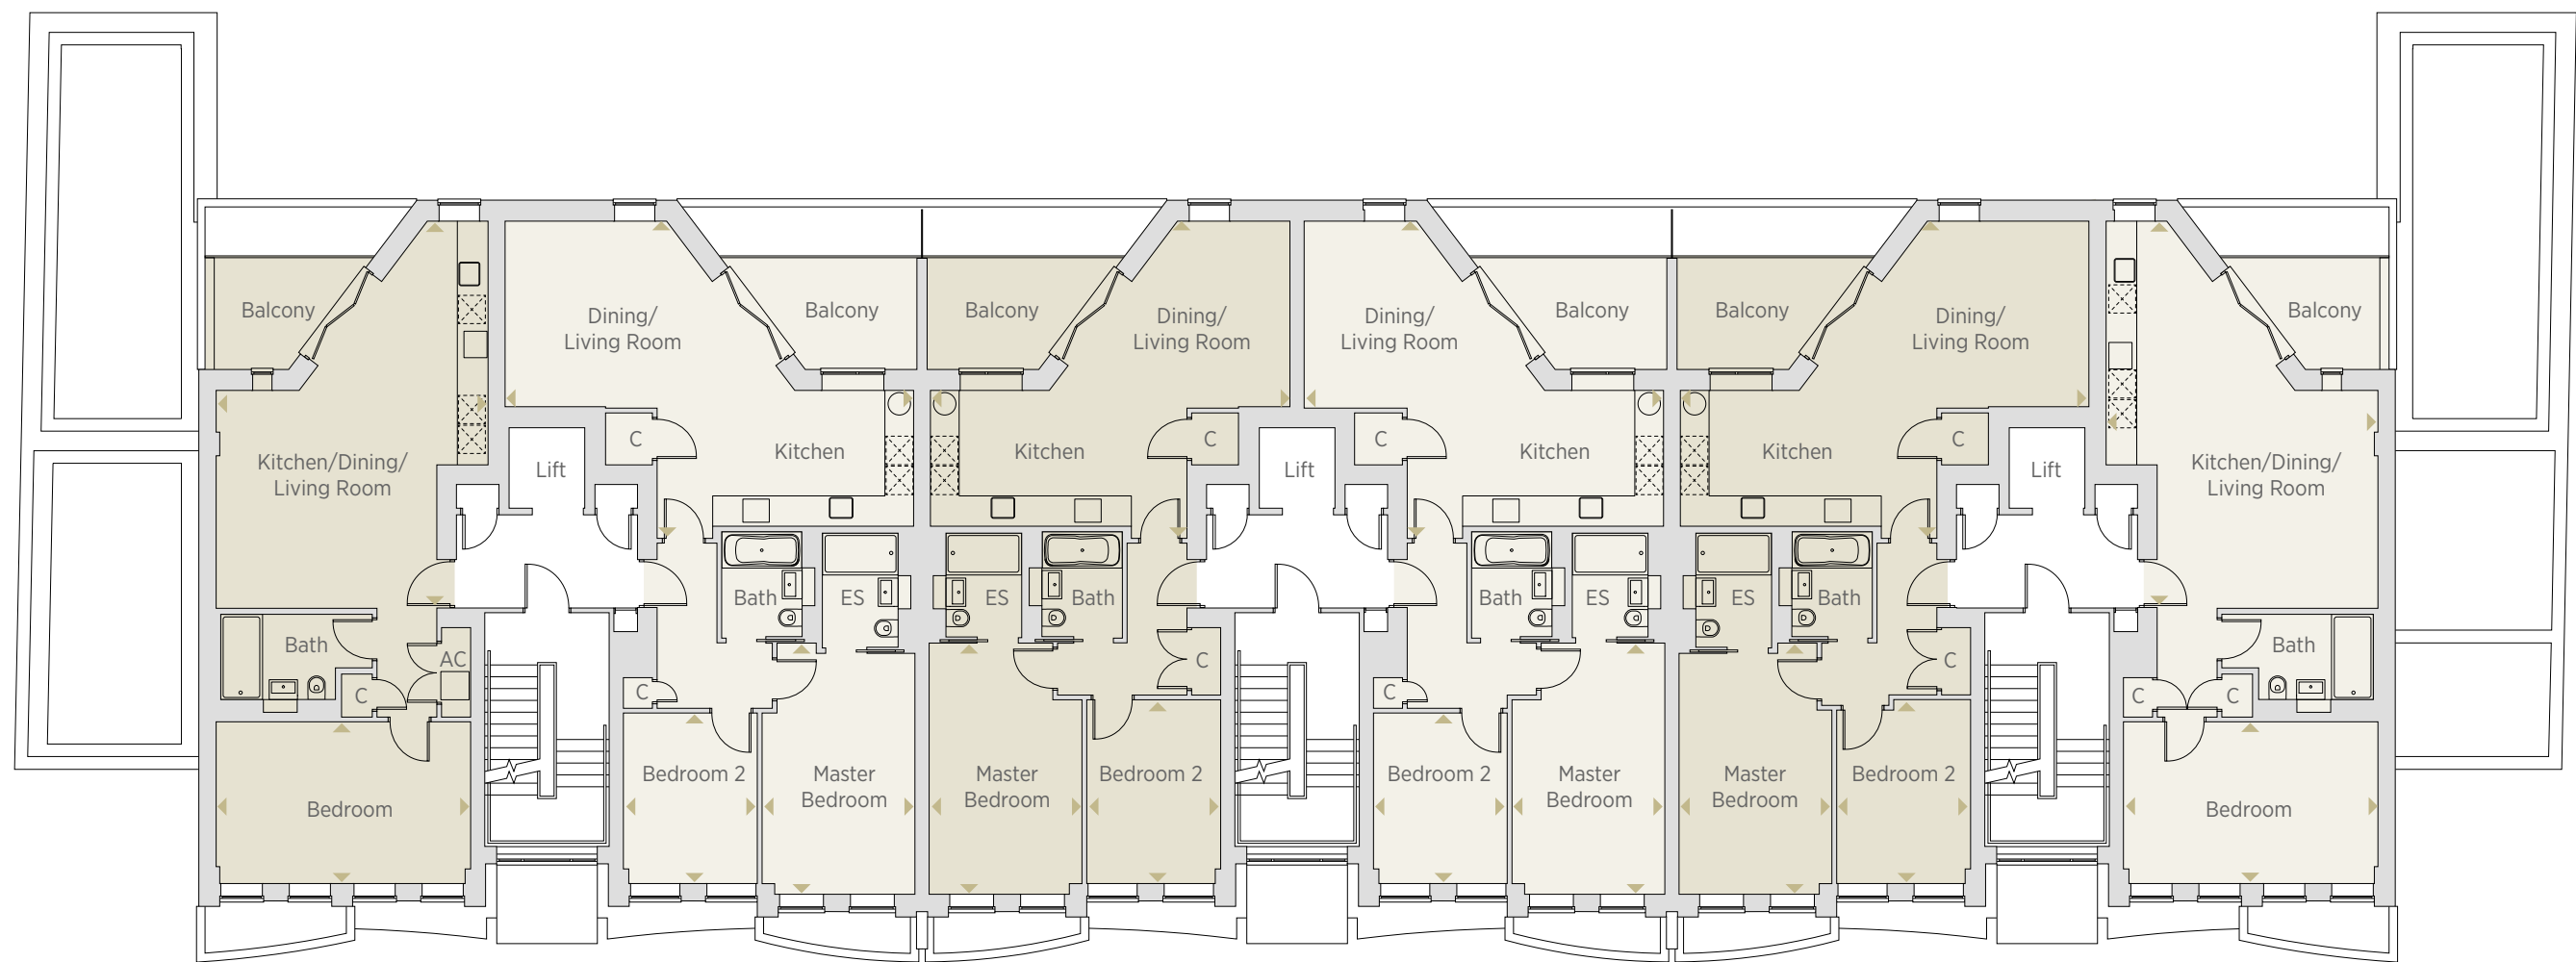 Balcony
Dining/
Living Room
Balcony
Balcony
Dining/
Living Room
Dining/
Living Room
Balcony
Balcony
Dining/
Living Room
Balcony
Kitchen/Dining/
Living Room
Lift
C
Kitchen
Kitchen
C
Lift
C
Kitchen
Kitchen
C
Lift
Kitchen/Dining/
Living Room
Bath
AC
C
Bath
ES
ES
Bath
C
C
Bath
ES
ES
Bath
C
C
Bath
C
C
C
Bedroom
Bedroom 2
Master
Bedroom
Master
Bedroom
Bedroom 2
Bedroom 2
Master
Bedroom
Master
Bedroom
Bedroom 2
Bedroom